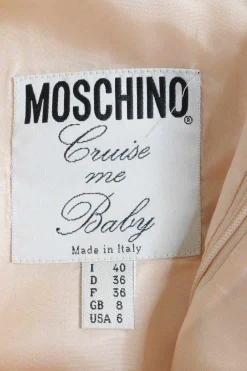 MOSCHINO®
Cruise
me
Baby
Made in Italy
I 40
D 36
F 36
GB 8
USA 6